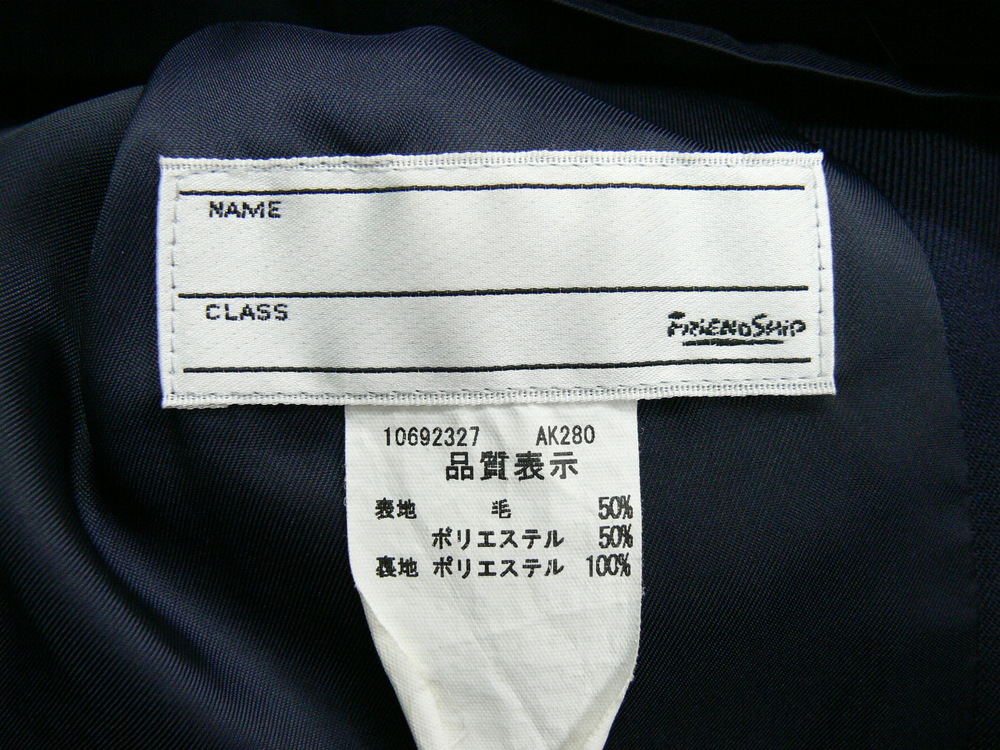 NAME
CLASS
FRIENDSHIP
10692327 AK280
品質表示
表地 毛 50%
ポリエステル 50%
裏地 ポリエステル 100%